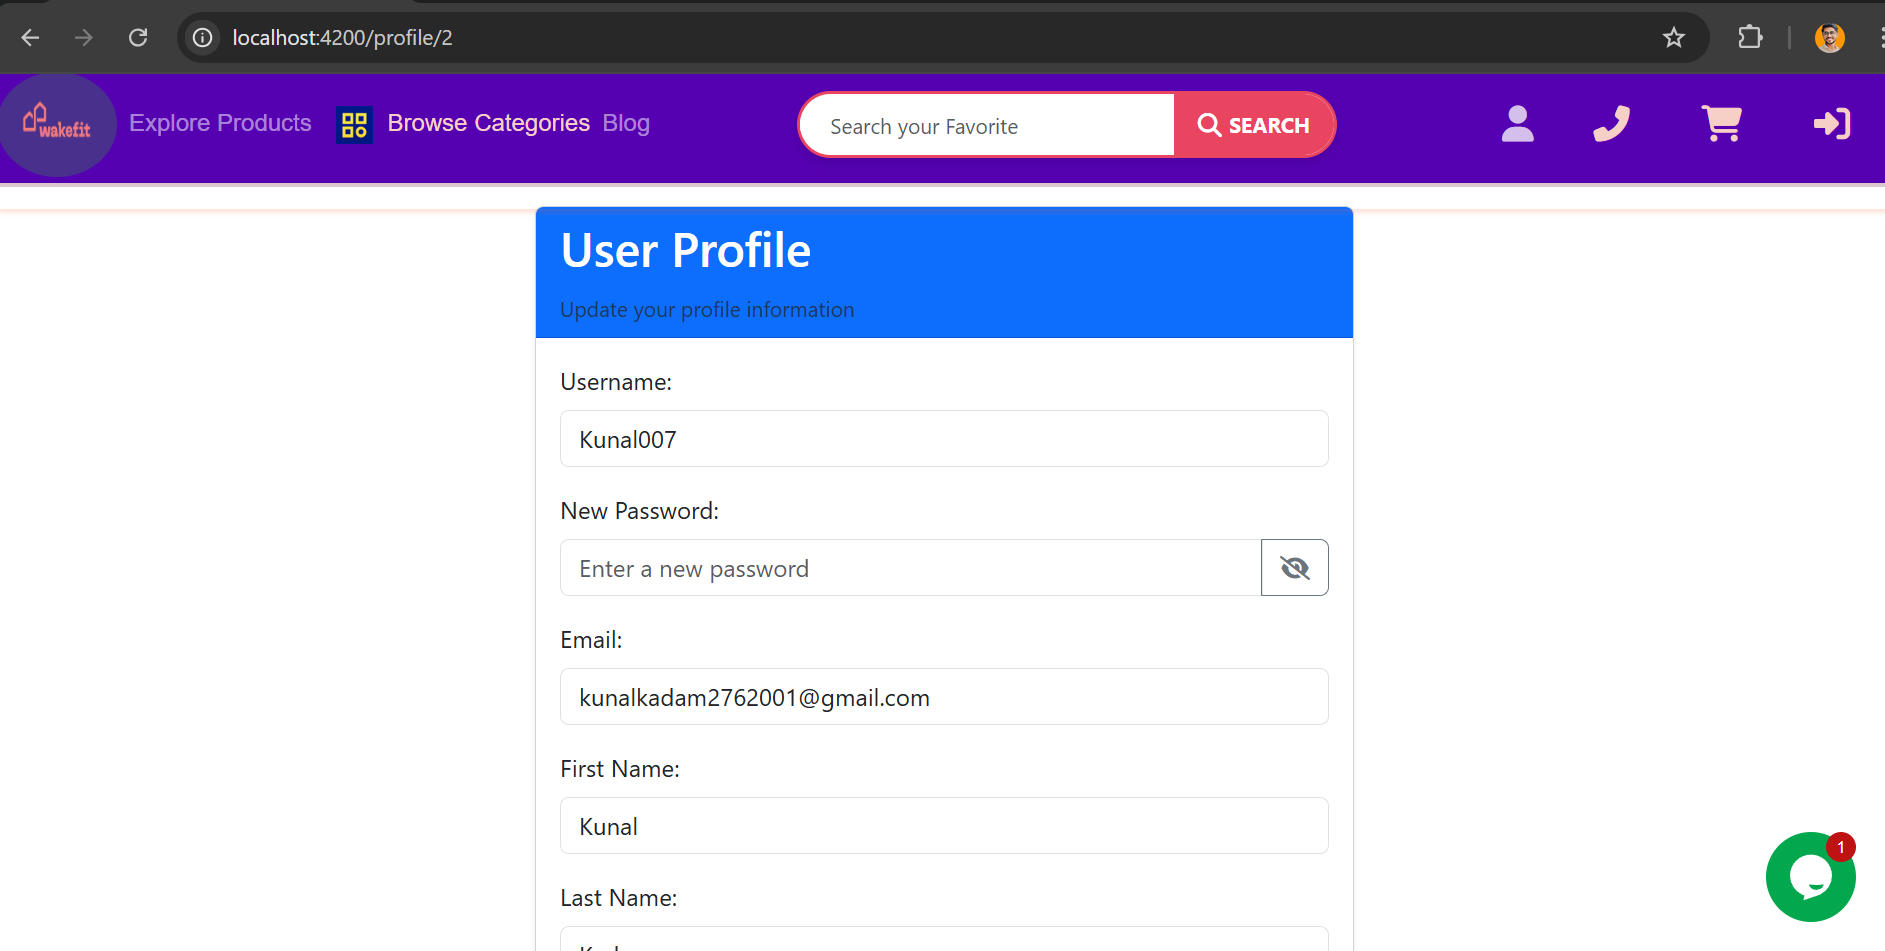 localhost:4200/profile/2
wakefit
Explore Products
Browse Categories
Blog
Search your Favorite
SEARCH
User Profile
Update your profile information
Username:
Kunal007
New Password:
Enter a new password
Email:
kunalkadam2762001@gmail.com
First Name:
Kunal
Last Name:
1